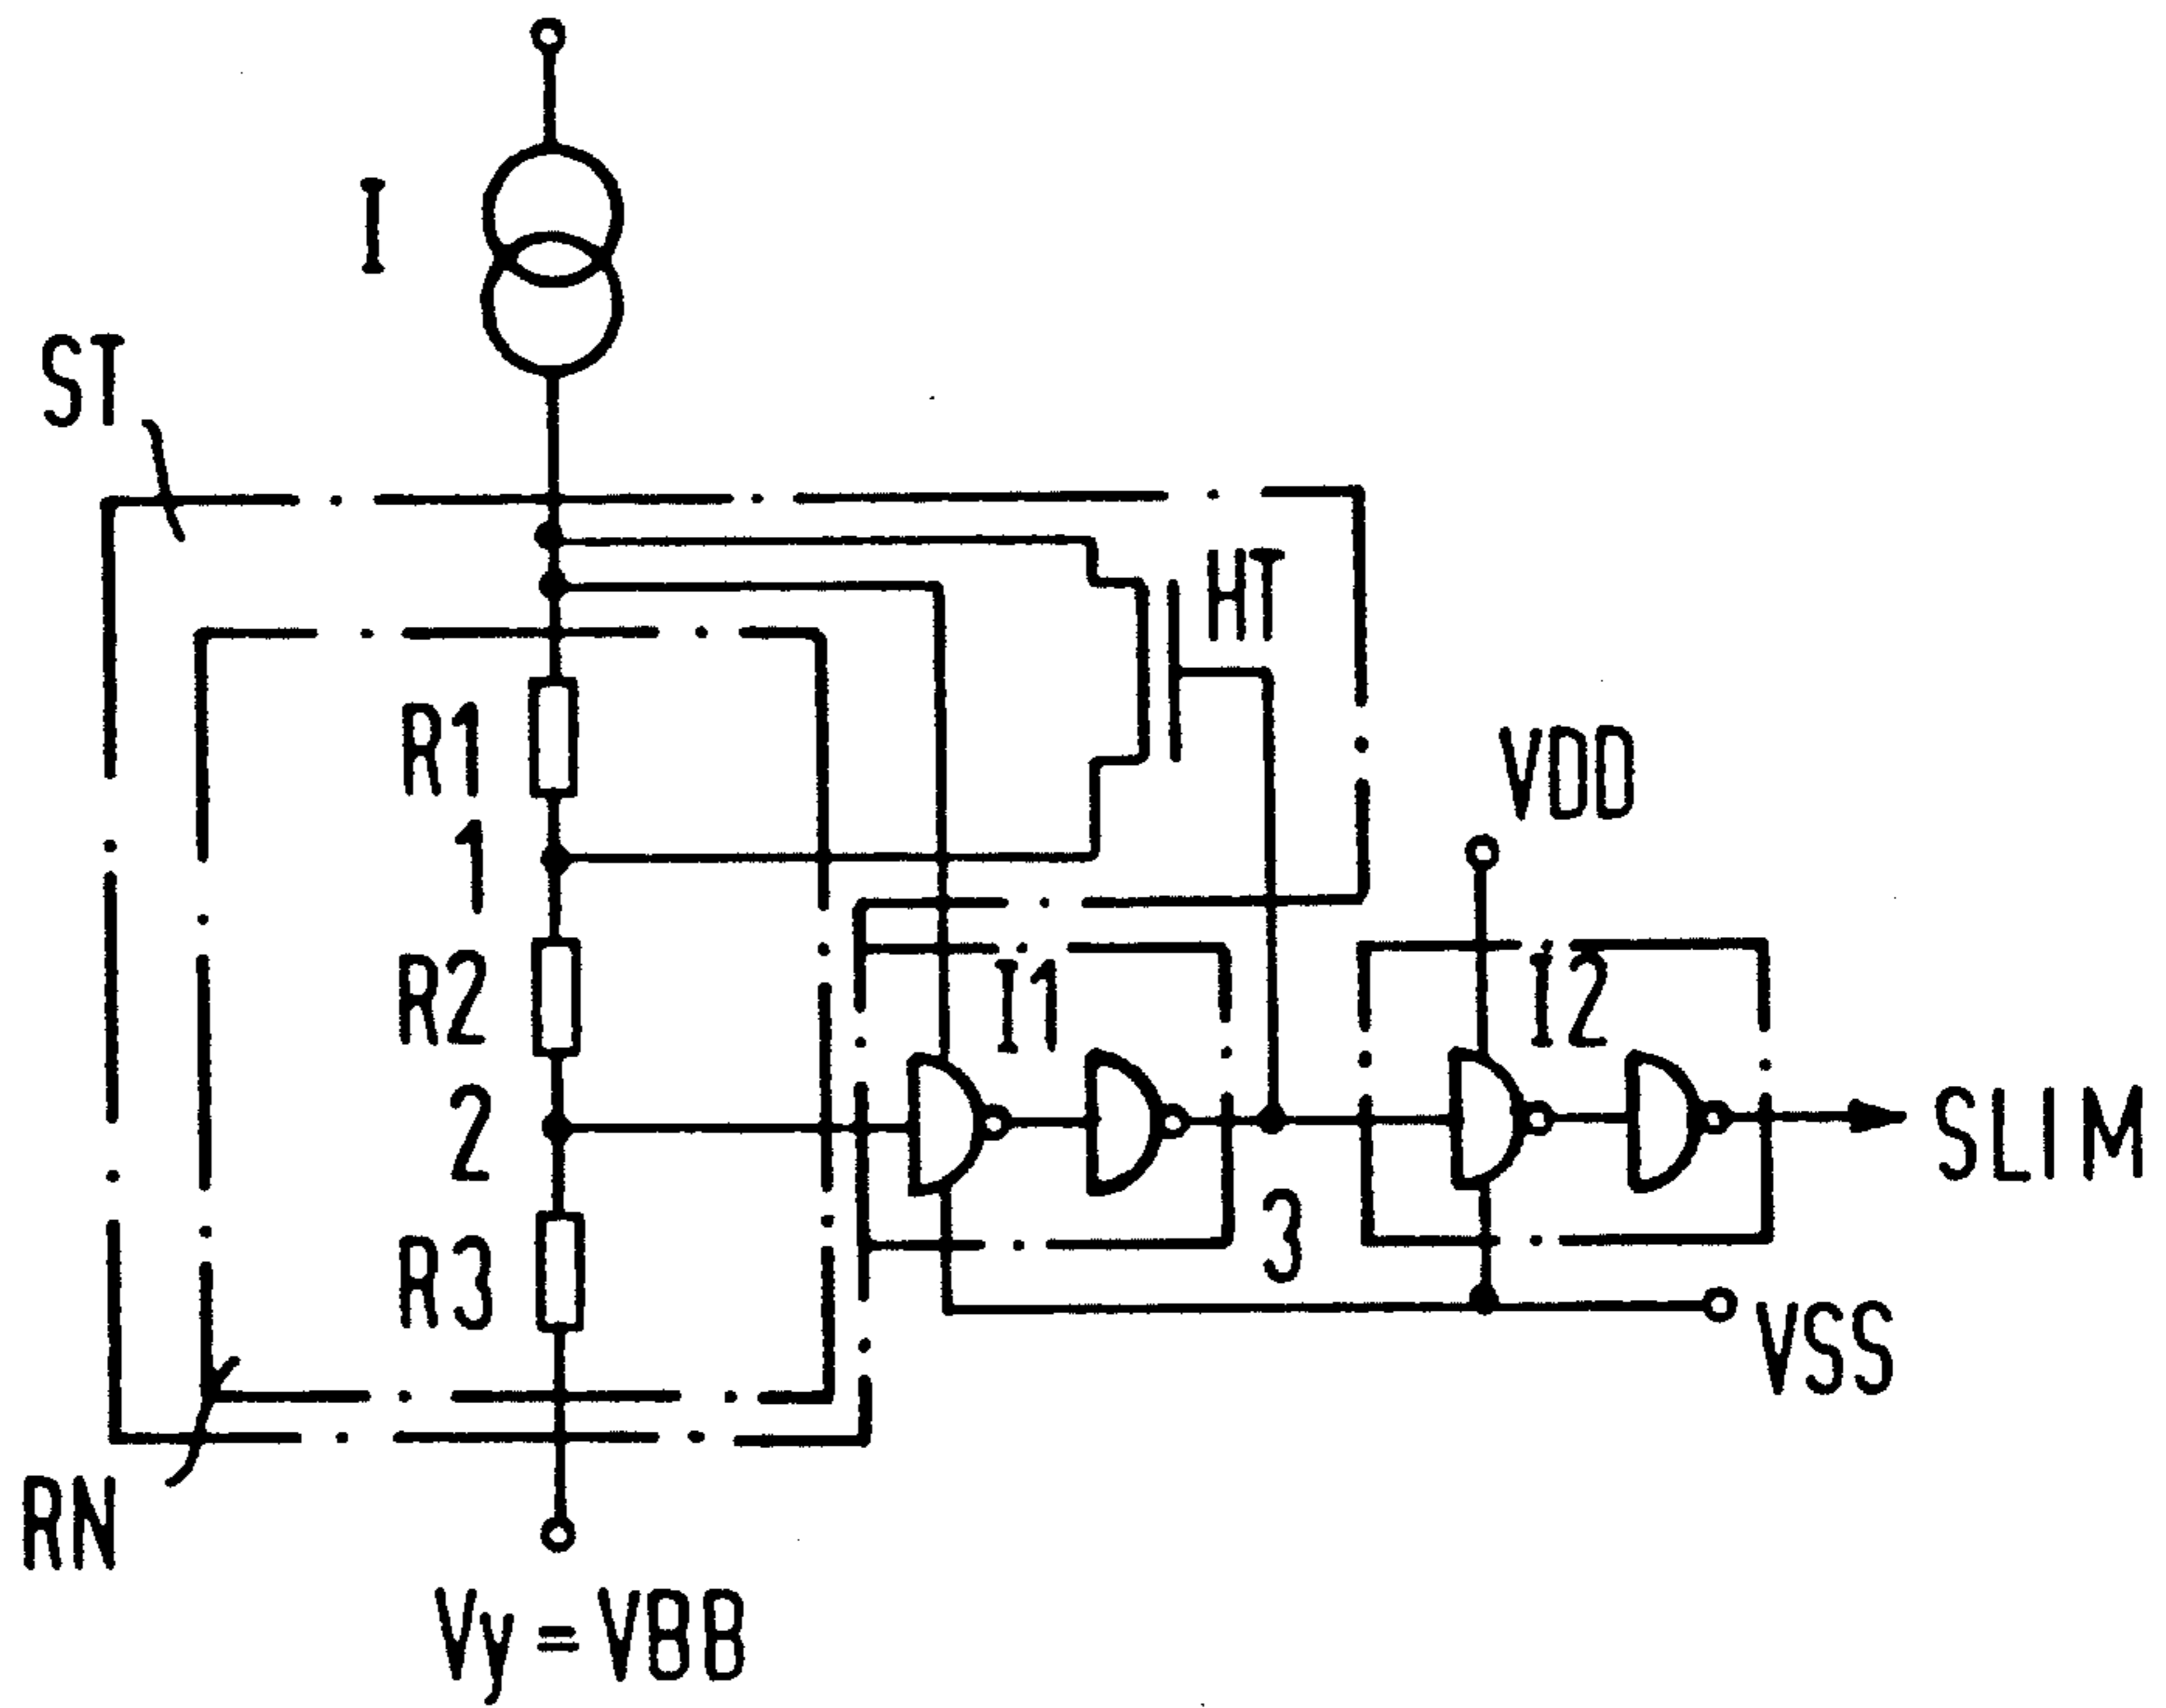 I
ST
HT
R1
VDD
1
R2
I1
I2
2
SLIM
3
R3
VSS
RN
Vy = VBB